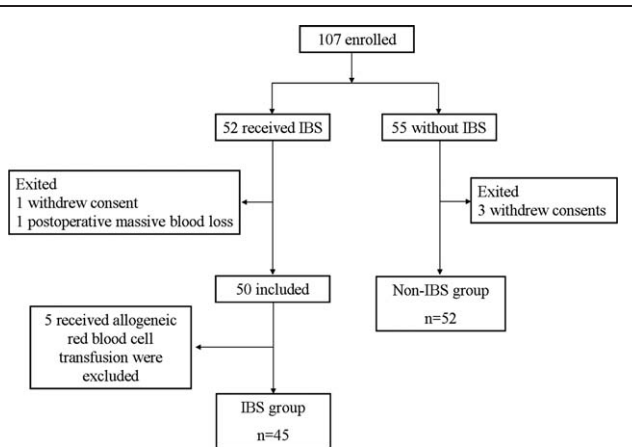 107 enrolled
52 received IBS
55 without IBS
Exited
1 withdrew consent
1 postoperative massive blood loss
Exited
3 withdrew consents
50 included
Non-IBS group
n=52
5 received allogeneic
red blood cell
transfusion were
excluded
IBS group
n=45